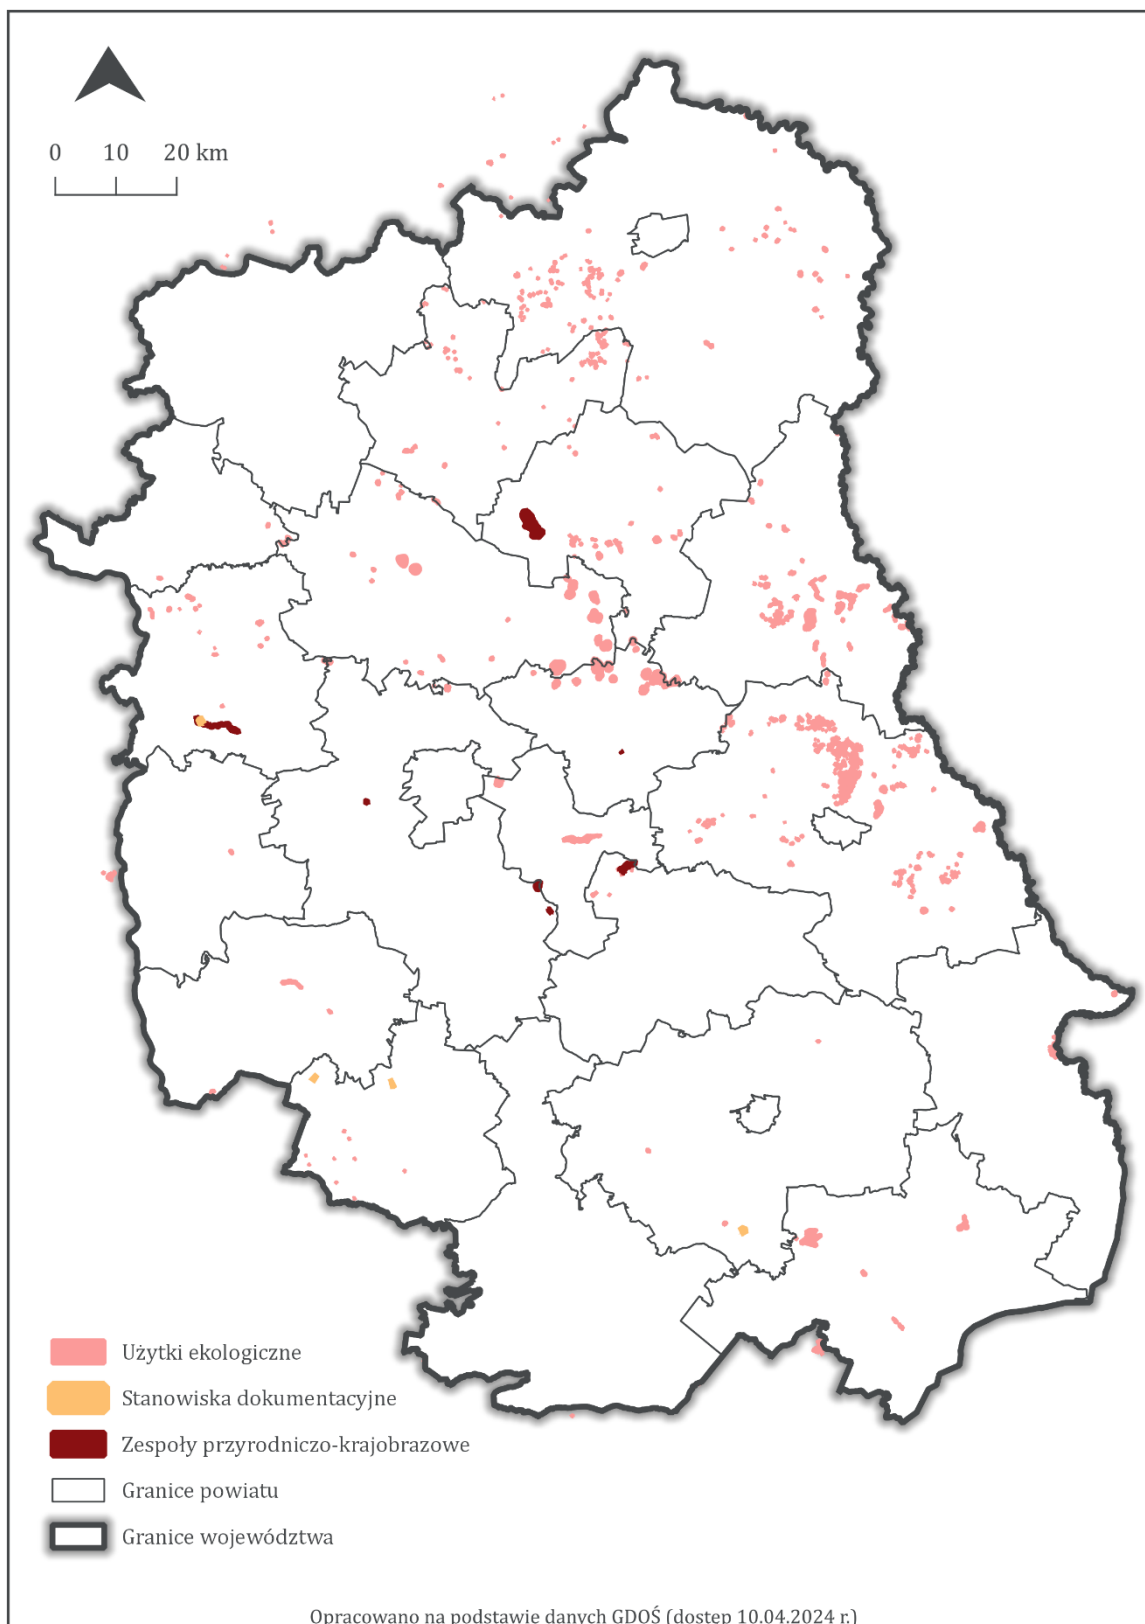 0 10 20 km
Użytki ekologiczne
Stanowiska dokumentacyjne
Zespoły przyrodniczo-krajobrazowe
Granice powiatu
Granice województwa
Opracowano na podstawie danych GDOŚ (dostęp 10.04.2024 r.)